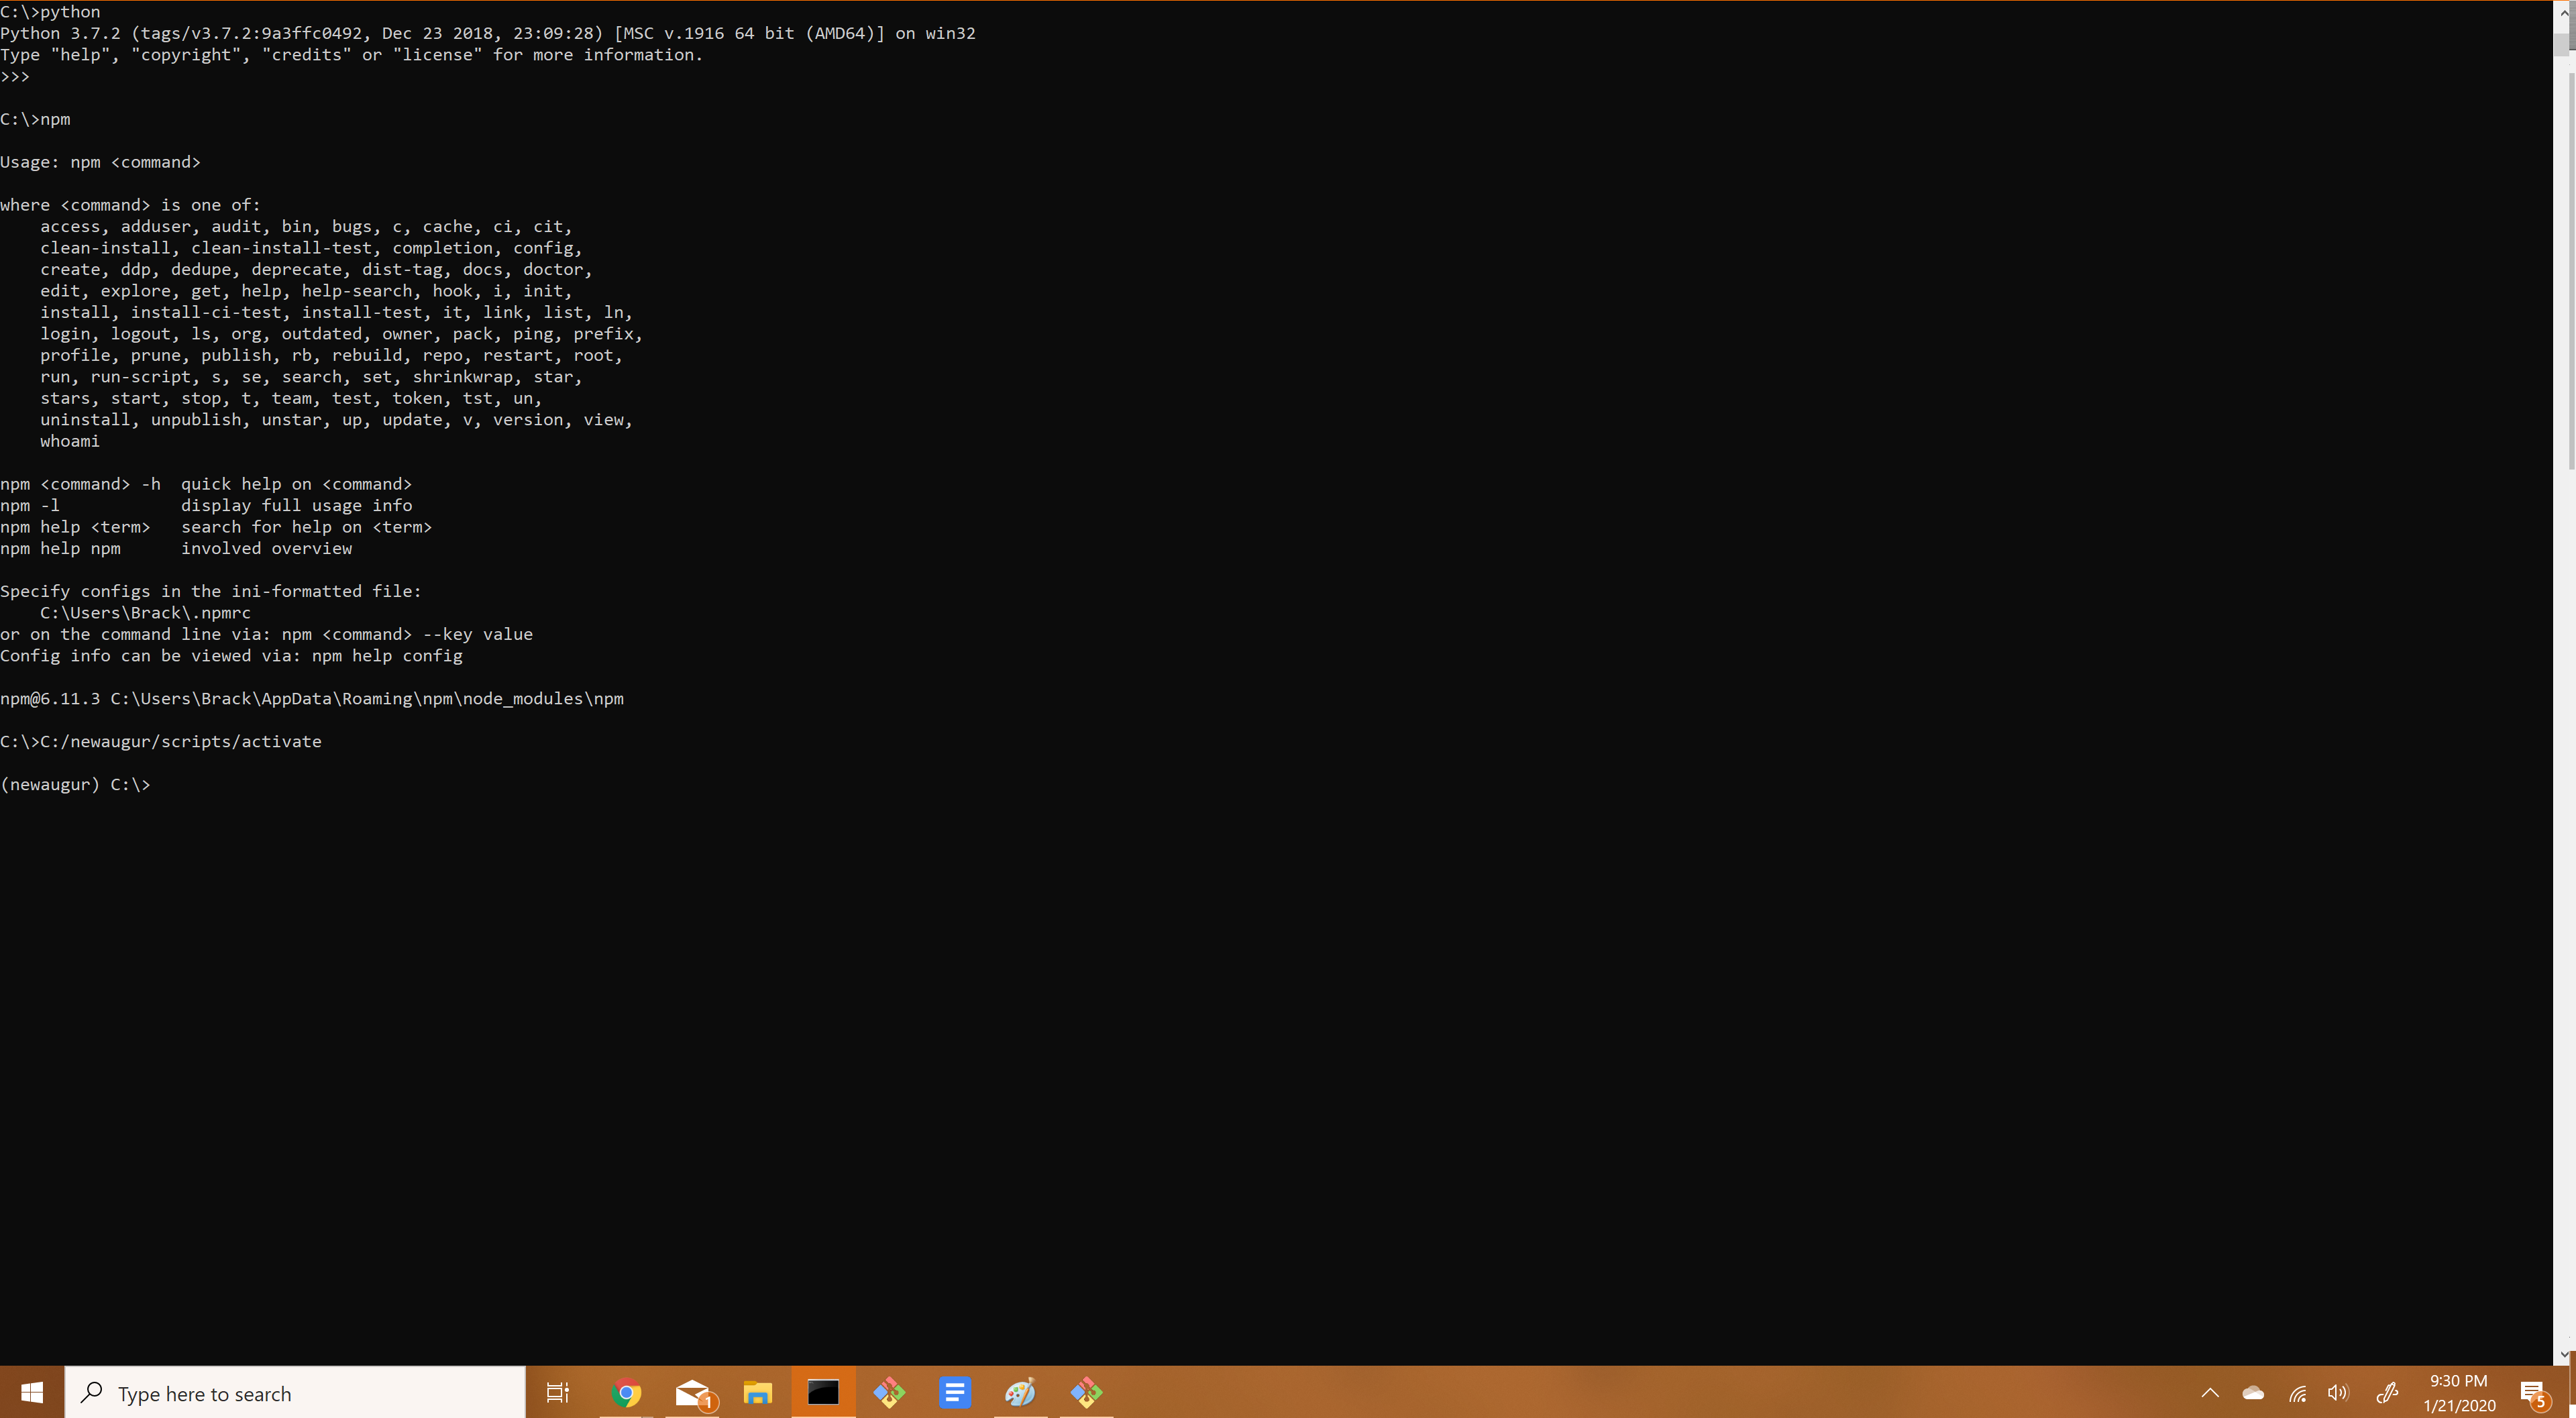 C:\>python
Python 3.7.2 (tags/v3.7.2:9a3ffc0492, Dec 23 2018, 23:09:28) [MSC v.1916 64 bit (AMD64)] on win32
Type "help", "copyright", "credits" or "license" for more information.
>>>
C:\>npm
Usage: npm <command>
where <command> is one of:
    access, adduser, audit, bin, bugs, c, cache, ci, cit,
    clean-install, clean-install-test, completion, config,
    create, ddp, dedupe, deprecate, dist-tag, docs, doctor,
    edit, explore, get, help, help-search, hook, i, init,
    install, install-ci-test, install-test, it, link, list, ln,
    login, logout, ls, org, outdated, owner, pack, ping, prefix,
    profile, prune, publish, rb, rebuild, repo, restart, root,
    run, run-script, s, se, search, set, shrinkwrap, star,
    stars, start, stop, t, team, test, token, tst, un,
    uninstall, unpublish, unstar, up, update, v, version, view,
    whoami
npm <command> -h  quick help on <command>
npm -l            display full usage info
npm help <term>   search for help on <term>
npm help npm      involved overview
Specify configs in the ini-formatted file:
    C:\Users\Brack\.npmrc
or on the command line via: npm <command> --key value
Config info can be viewed via: npm help config
npm@6.11.3 C:\Users\Brack\AppData\Roaming\npm\node_modules\npm
C:\>C:/newaugur/scripts/activate
(newaugur) C:\>
Type here to search
1
9:30 PM
1/21/2020
5